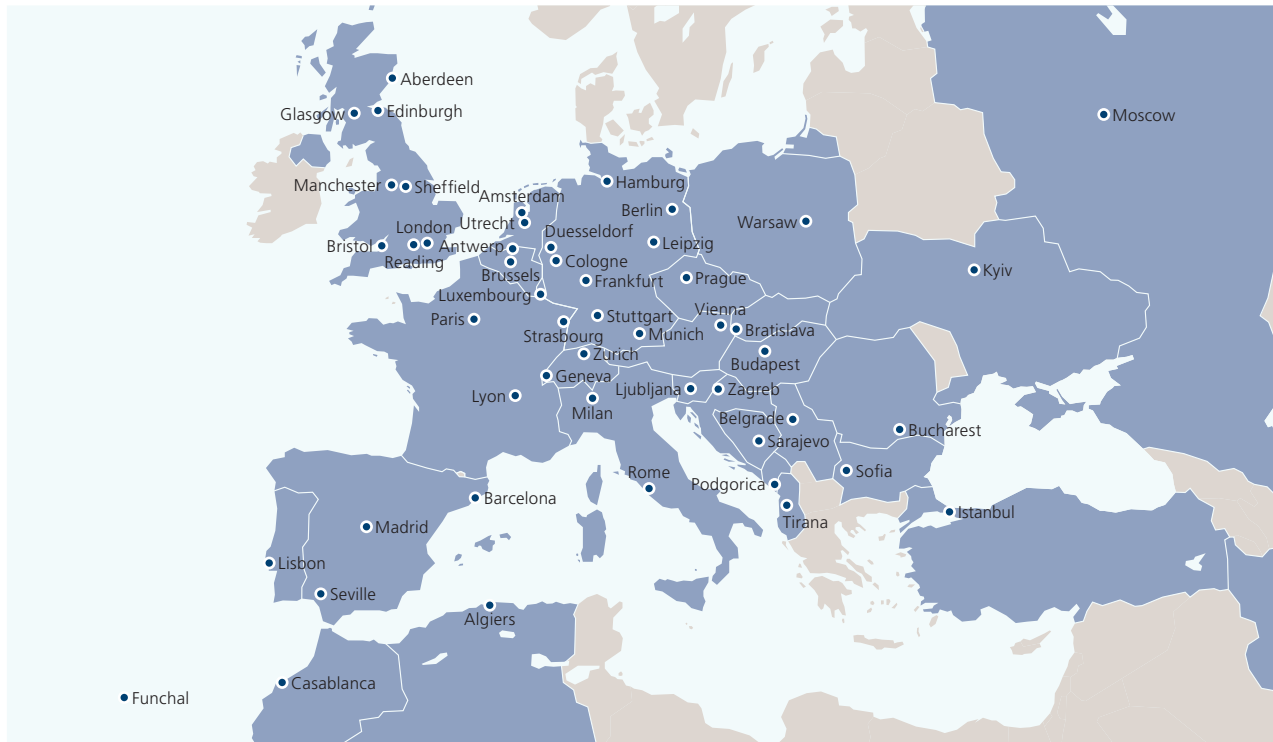 Aberdeen
Glasgow
Edinburgh
Moscow
Manchester
Sheffield
Amsterdam
Hamburg
Berlin
Utrecht
Warsaw
London
Duesseldorf
Bristol
Antwerp
Leipzig
Reading
Cologne
Brussels
Kyiv
Frankfurt
Prague
Luxembourg
Vienna
Paris
Stuttgart
Strasbourg
Munich
Bratislava
Zurich
Budapest
Geneva
Lyon
Ljubljana
Zagreb
Milan
Belgrade
Bucharest
Sarajevo
Rome
Sofia
Podgorica
Barcelona
Istanbul
Tirana
Madrid
Lisbon
Seville
Algiers
Casablanca
Funchal